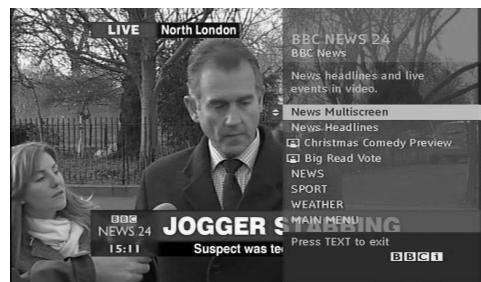 LIVE North London
BBC NEWS 24
BBC News
News headlines and live
events in video.
News Multiscreen
News Headlines
Christmas Comedy Preview
Big Read Vote
NEWS
SPORT
WEATHER
MAIN MENU
Press TEXT to exit
BBCi
BBC
NEWS 24
15:11
JOGGER STABBING
Suspect was